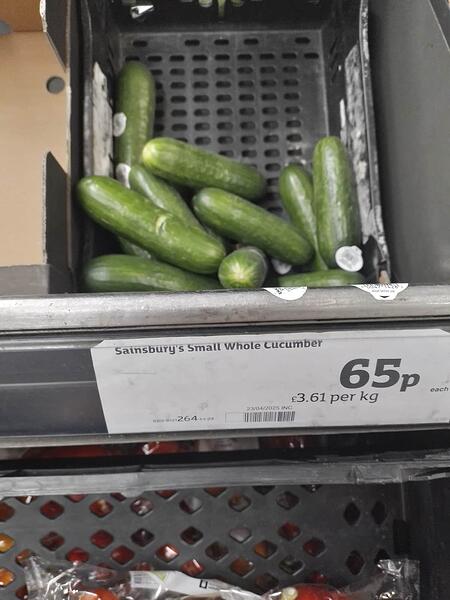 Sainsbury's Small Whole Cucumber
65p
each
£3.61 per kg
23/04/2025 INC
264